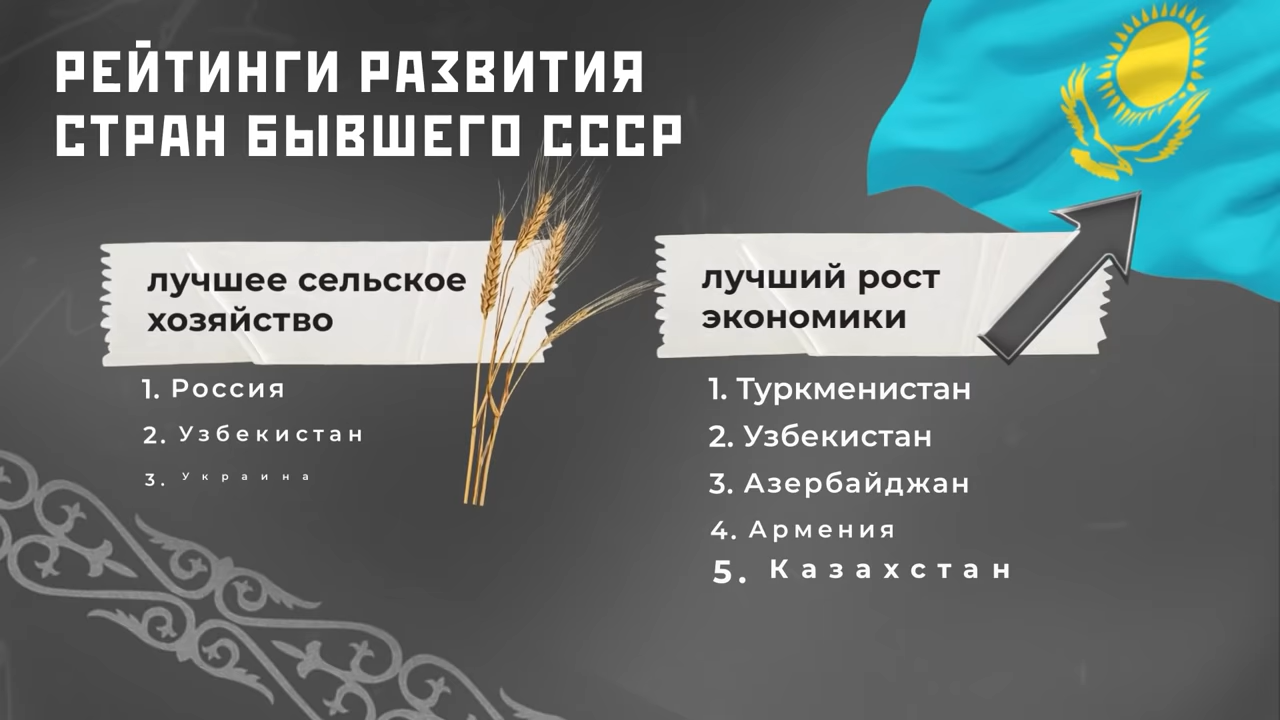 РЕЙТИНГИ РАЗВИТИЯ
СТРАН БЫВШЕГО СССР
лучшее сельское
хозяйство
1. Россия
2. Узбекистан
3. Украина
лучший рост
экономики
1. Туркменистан
2. Узбекистан
3. Азербайджан
4. Армения
5. Казахстан